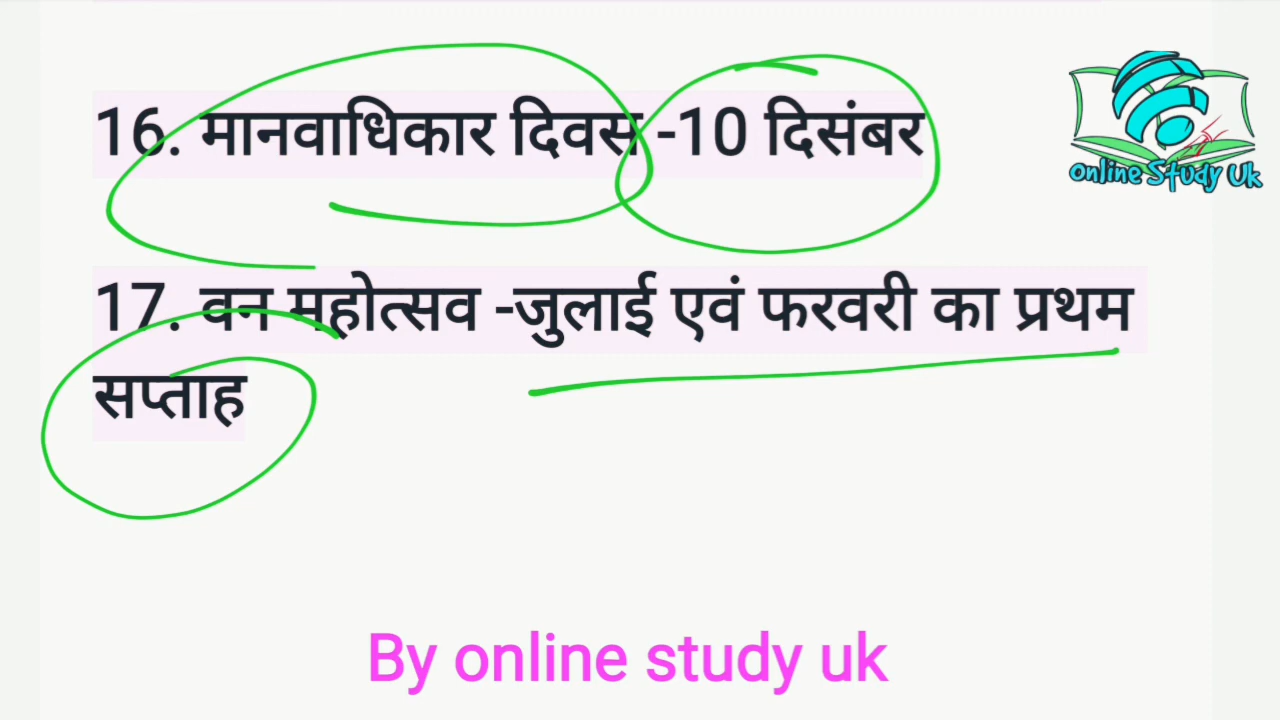 16. मानवाधिकार दिवस -10 दिसंबर
Online Study Uk
17. वन महोत्सव -जुलाई एवं फरवरी का प्रथम
सप्ताह
By online study uk